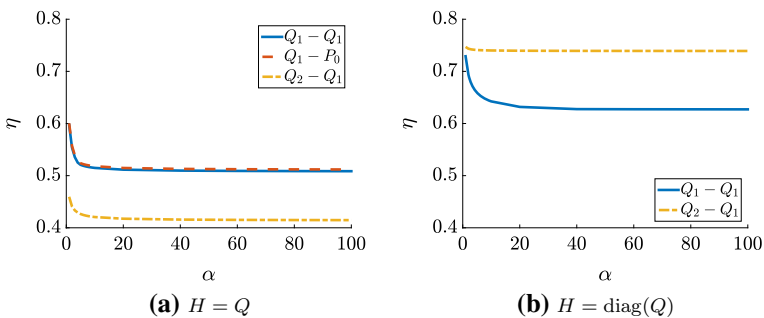 0.8
0.7
0.6
0.5
0.4
η
0 20 40 60 80 100
α
Q₁ − Q₁
Q₁ − P₀
Q₂ − Q₁
(a) H = Q
0.8
0.7
0.6
0.5
0.4
η
0 20 40 60 80 100
α
Q₁ − Q₁
Q₂ − Q₁
(b) H = diag(Q)